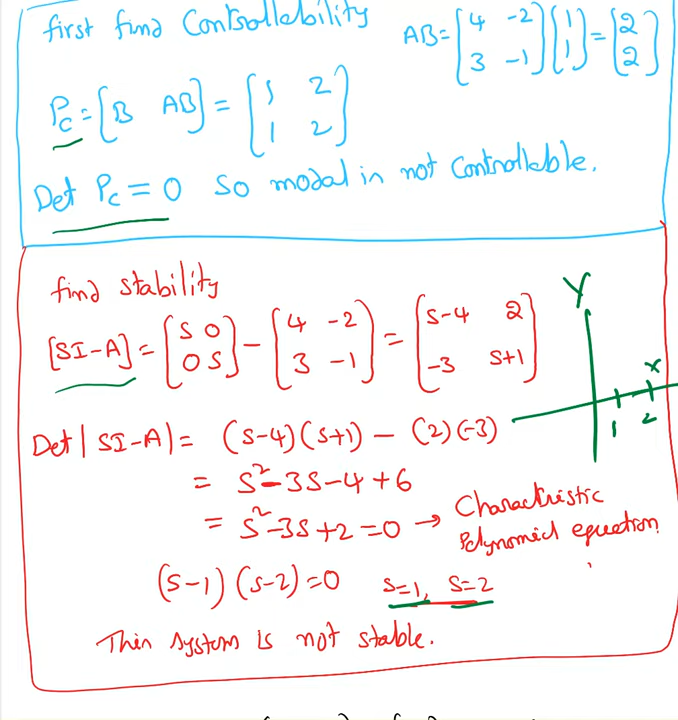 first find Controllability
AB = [4 -2; 3 -1] [1; 1] = [2; 2]
Pc = [B AB] = [1 2; 1 2]
Det Pc = 0 so modal in not Controllable.
find stability
[SI-A] = [S 0; 0 S] - [4 -2; 3 -1] = [S-4 2; -3 S+1]
Y
x
1 2
Det |SI-A| = (S-4)(S+1) - (2)(-3)
= S²-3S-4+6
= S²-3S+2=0 → Charactristic
Polynomial equation
(S-1)(S-2)=0 S=1, S=2
This system is not stable.